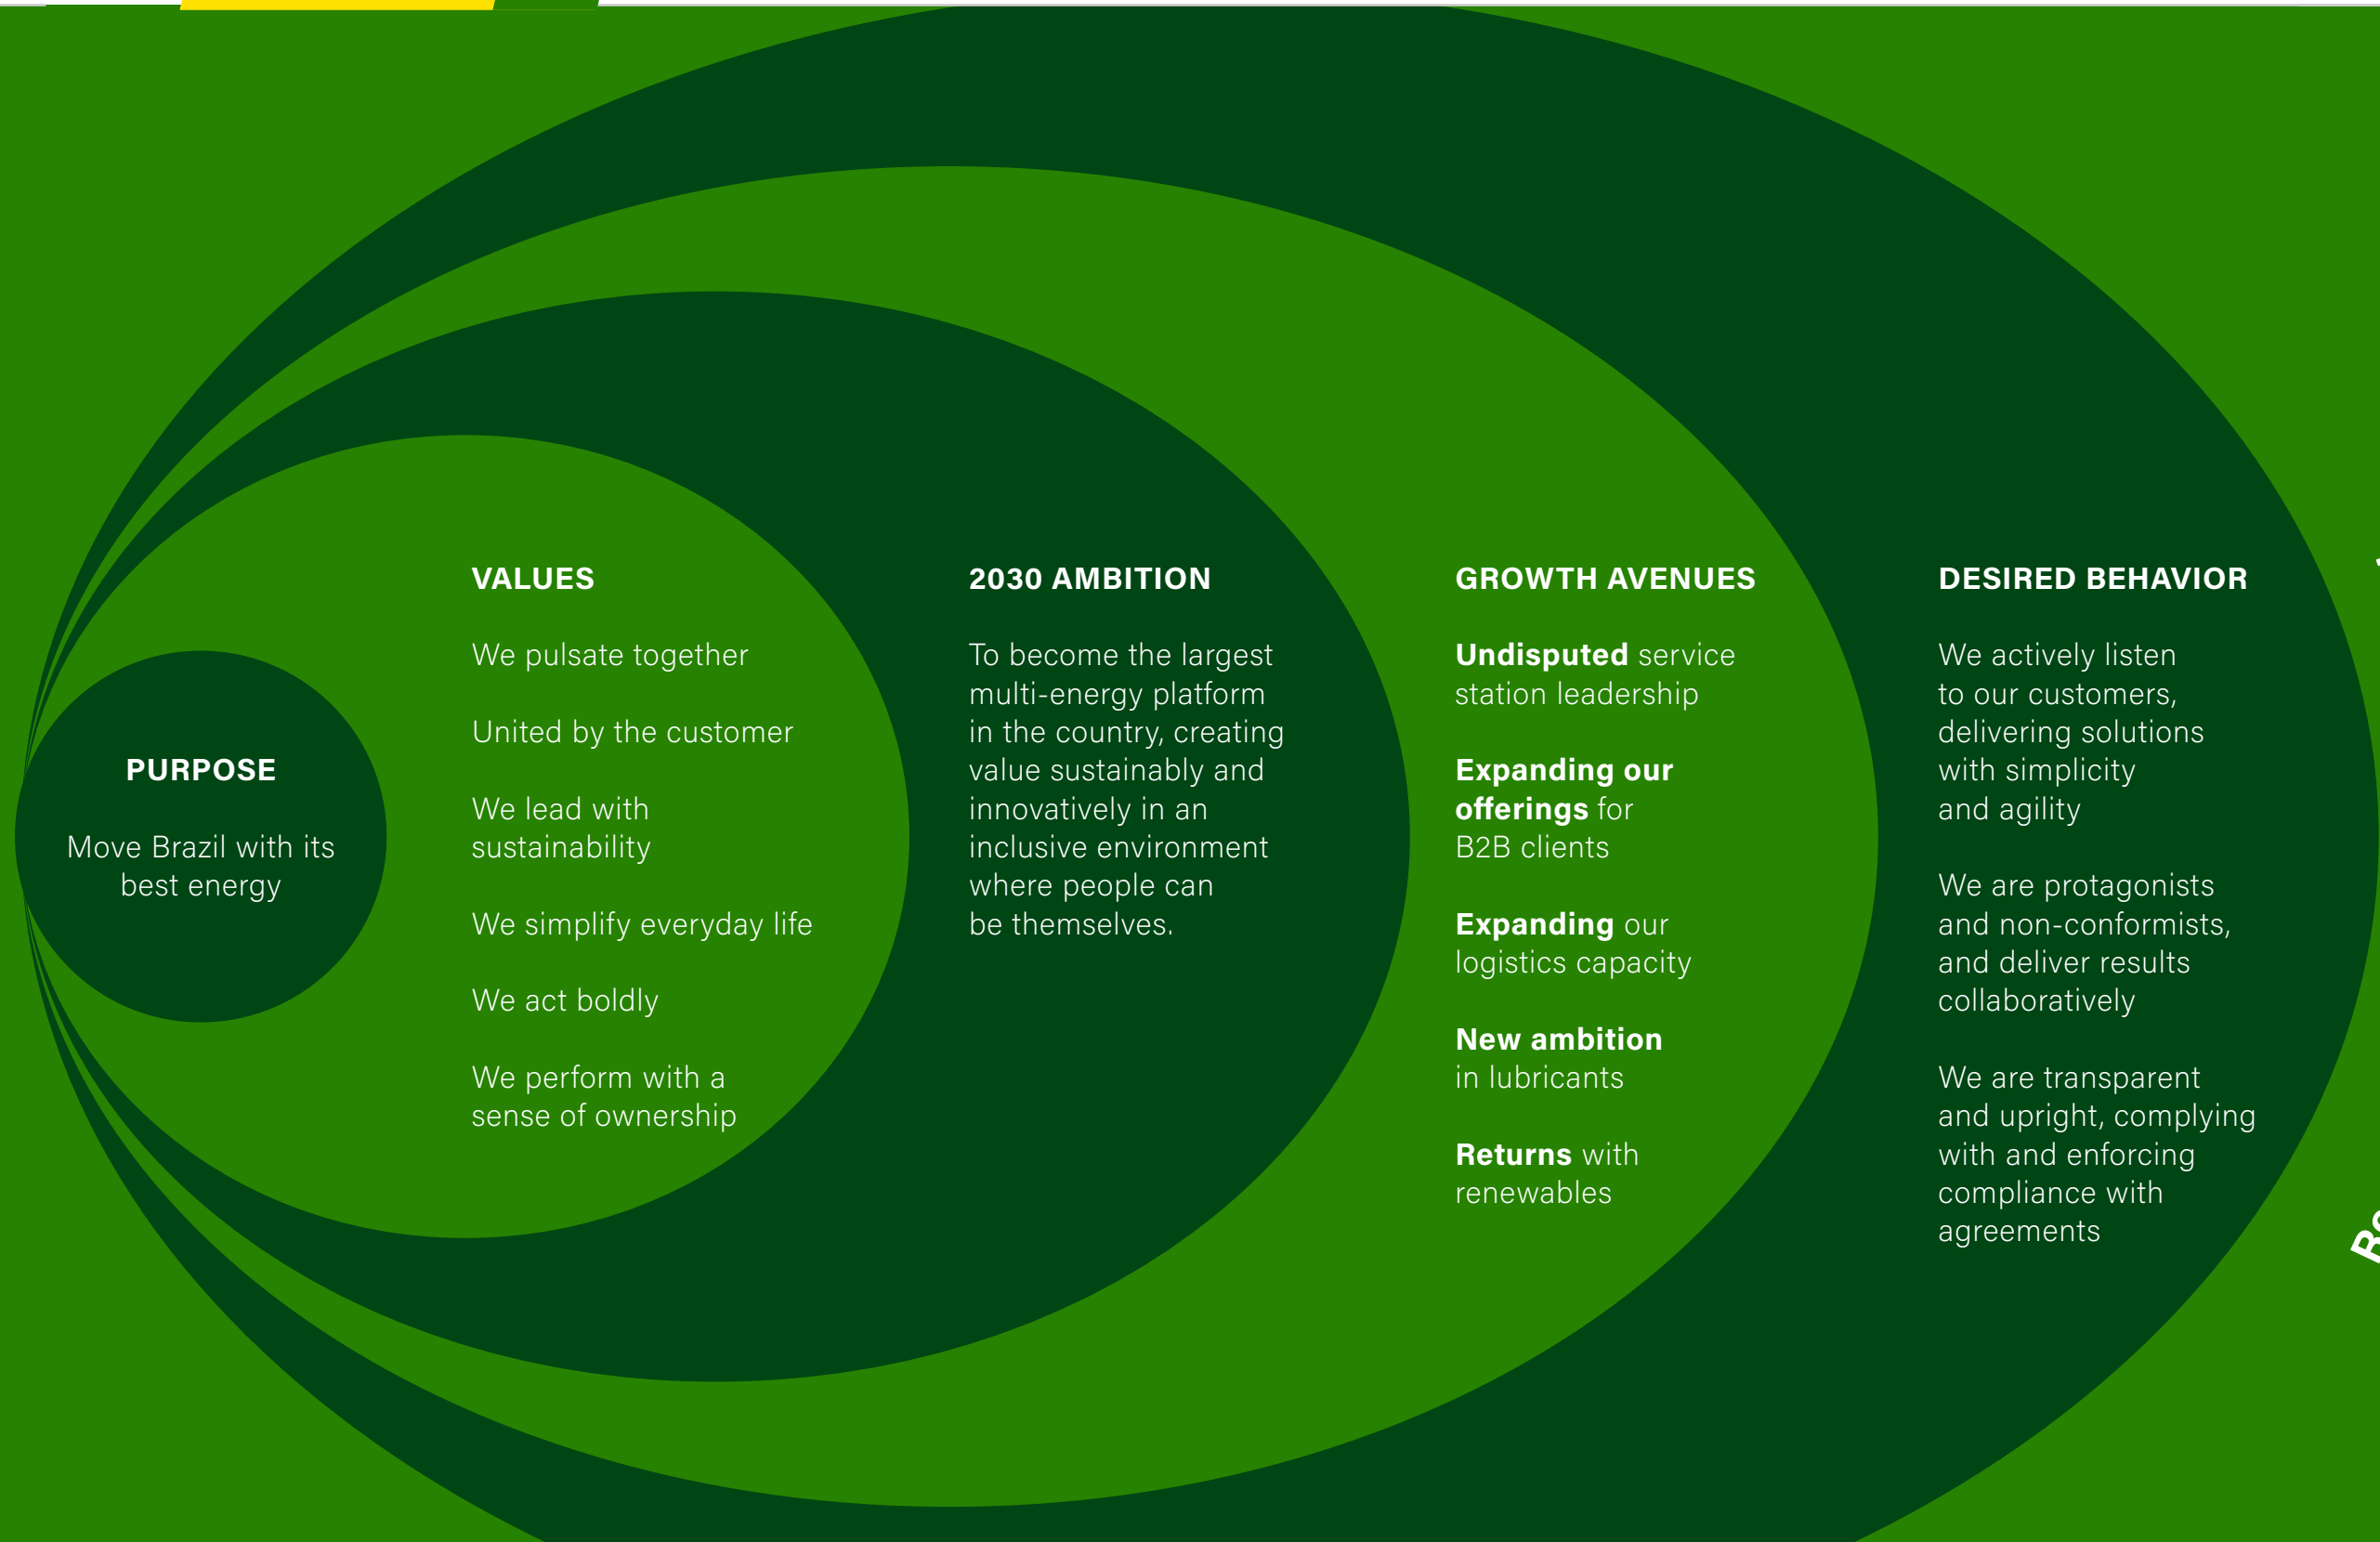 PURPOSE
Move Brazil with its
best energy
VALUES
We pulsate together
United by the customer
We lead with
sustainability
We simplify everyday life
We act boldly
We perform with a
sense of ownership
2030 AMBITION
To become the largest
multi-energy platform
in the country, creating
value sustainably and
innovatively in an
inclusive environment
where people can
be themselves.
GROWTH AVENUES
Undisputed service
station leadership
Expanding our
offerings for
B2B clients
Expanding our
logistics capacity
New ambition
in lubricants
Returns with
renewables
DESIRED BEHAVIOR
We actively listen
to our customers,
delivering solutions
with simplicity
and agility
We are protagonists
and non-conformists,
and deliver results
collaboratively
We are transparent
and upright, complying
with and enforcing
compliance with
agreements